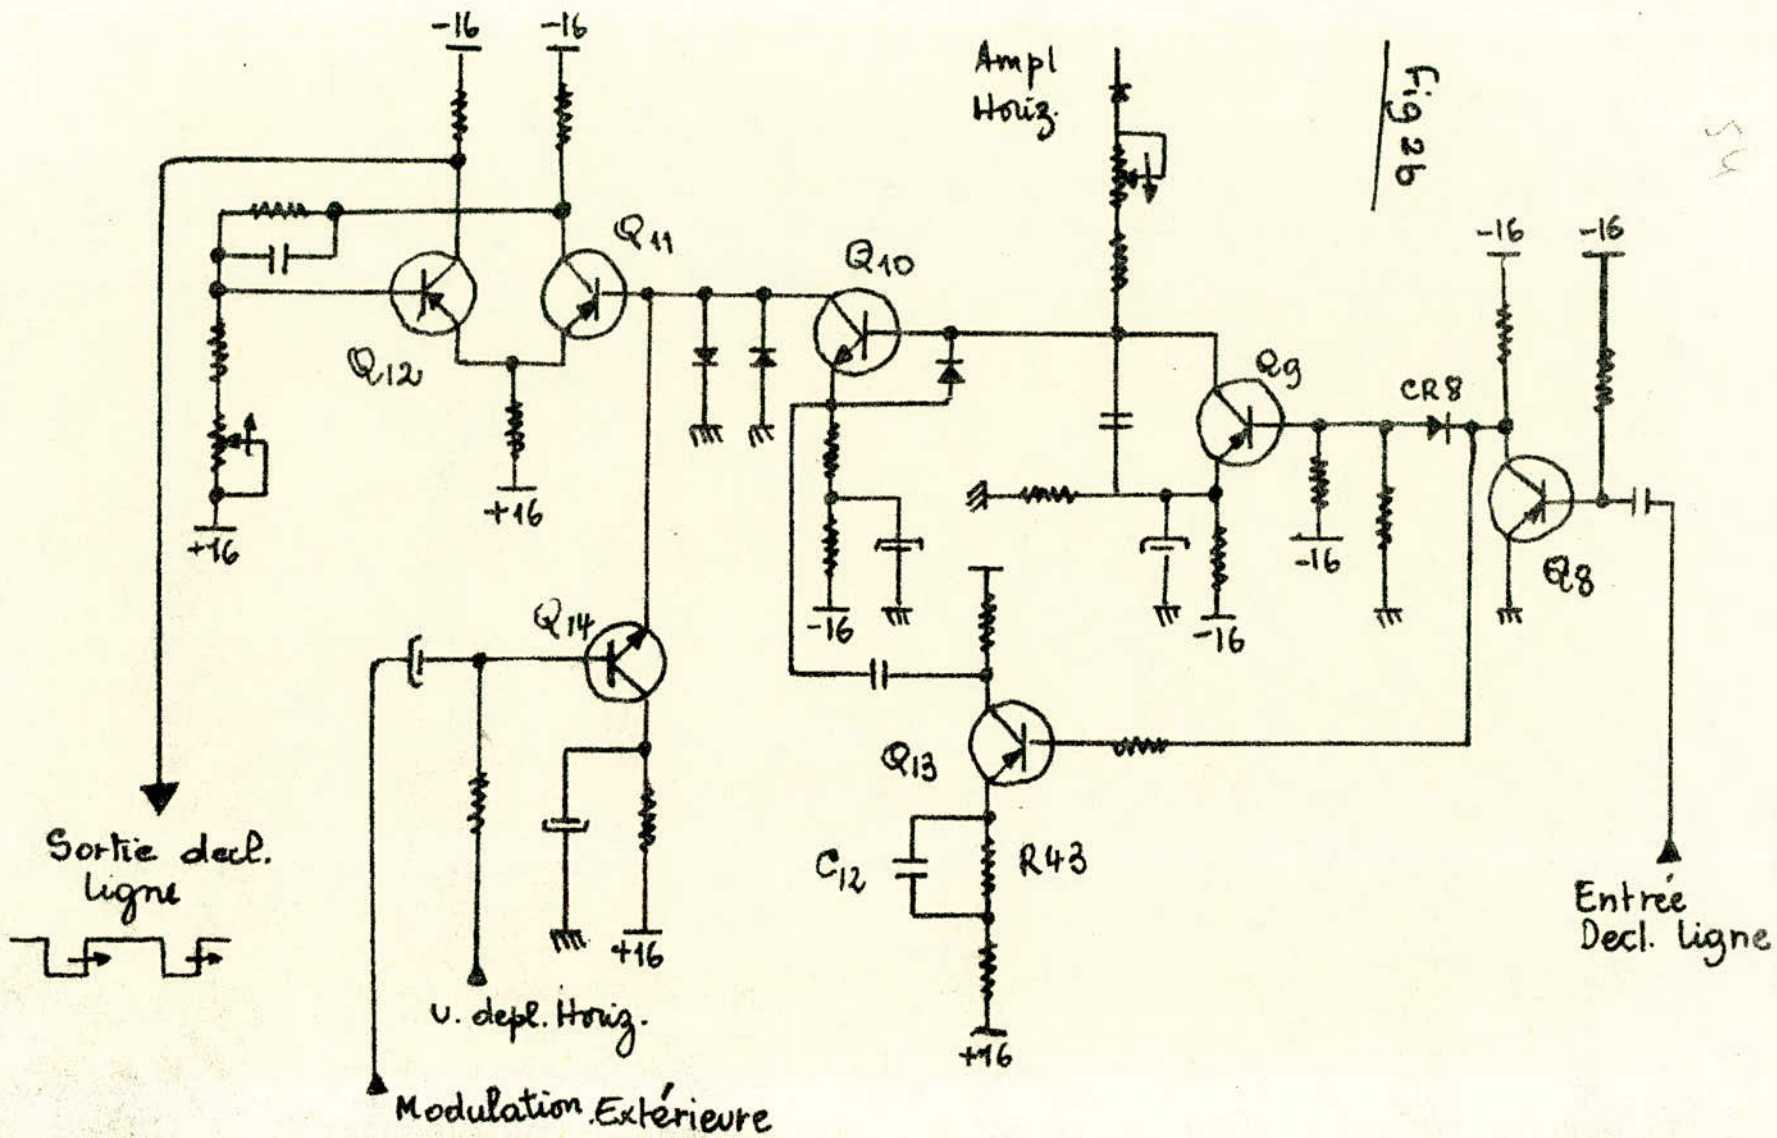 -16
-16
Ampl
Horiz.
Fig 2b
Q11
Q10
-16
-16
Q12
Q9
CR8
+16
+16
-16
Q8
Q14
-16
-16
Q13
Sortie decl.
ligne
C12
R43
+16
Entrée
Decl. ligne
v. depl. Horiz.
+16
Modulation Extérieure